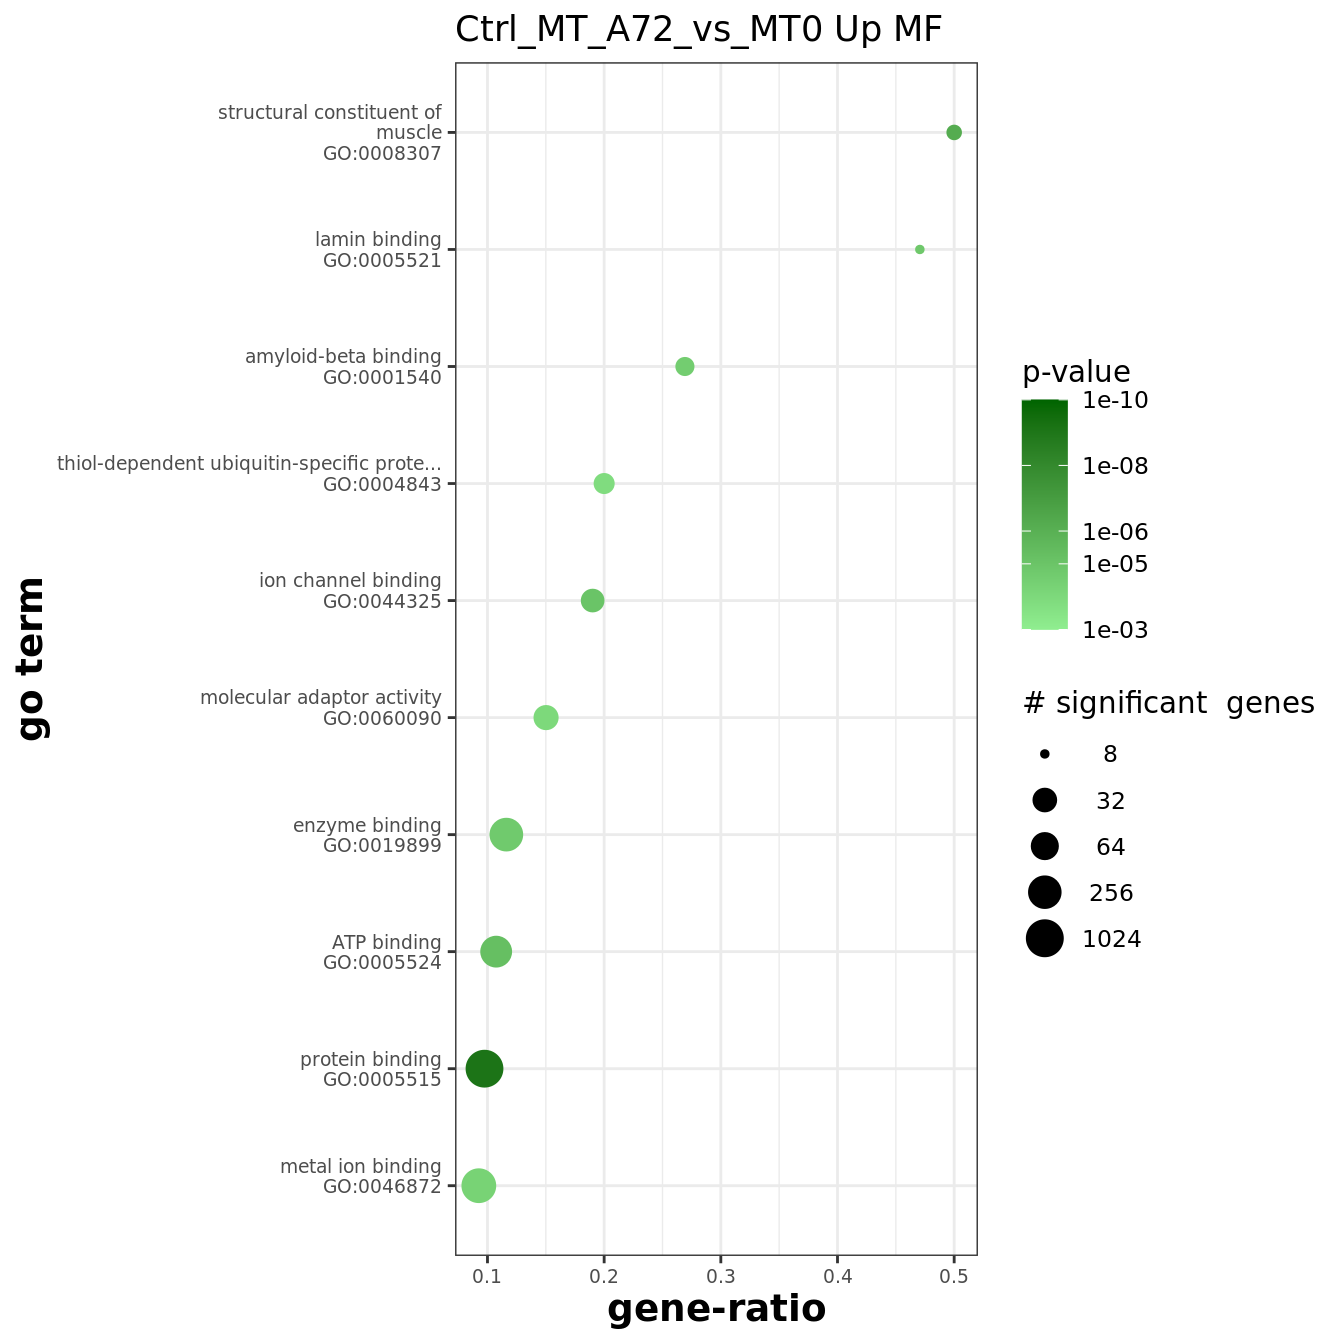 Ctrl_MT_A72_vs_MT0 Up MF
structural constituent of
muscle
GO:0008307
lamin binding
GO:0005521
amyloid-beta binding
GO:0001540
thiol-dependent ubiquitin-specific prote...
GO:0004843
ion channel binding
GO:0044325
molecular adaptor activity
GO:0060090
enzyme binding
GO:0019899
ATP binding
GO:0005524
protein binding
GO:0005515
metal ion binding
GO:0046872
go term
0.1
0.2
0.3
0.4
0.5
gene-ratio
p-value
1e-10
1e-08
1e-06
1e-05
1e-03
# significant  genes
8
32
64
256
1024